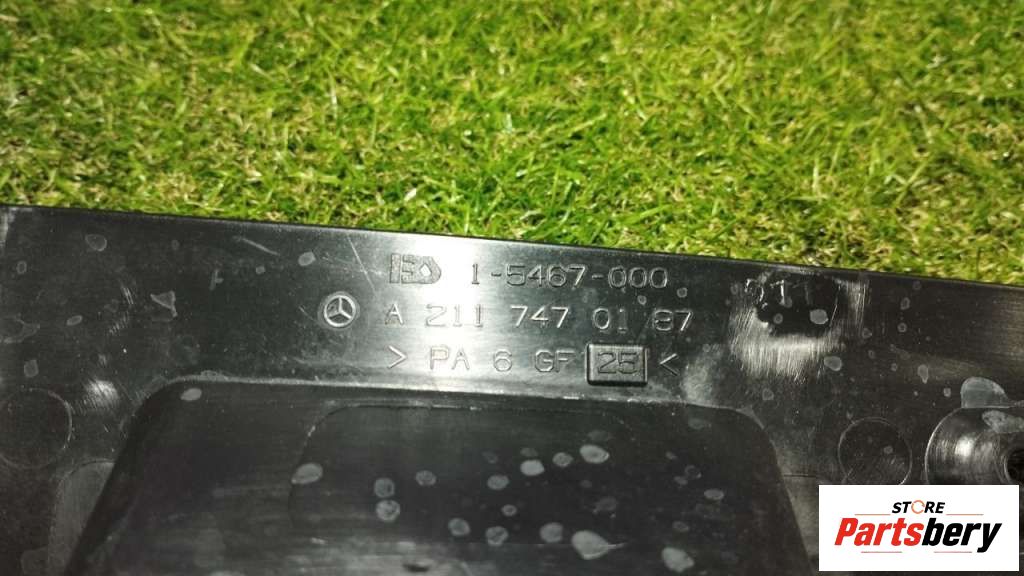 1-5467-000
A 211 747 01 87
> PA 6 GF 25 <
STORE
Partsbery